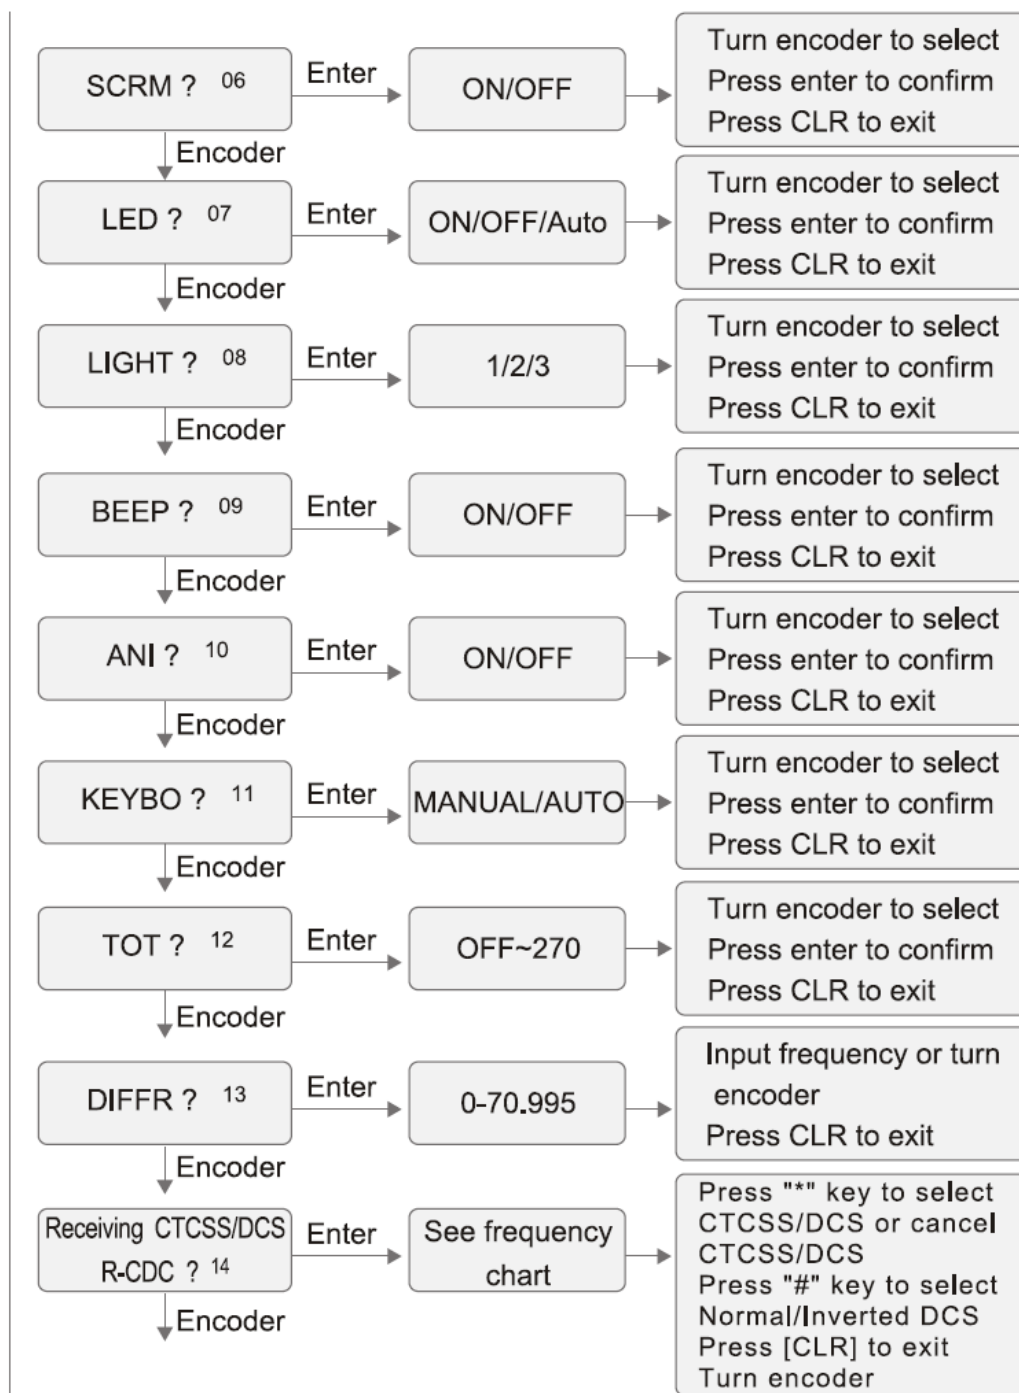 SCRM ? 06
Enter
ON/OFF
Turn encoder to select
Press enter to confirm
Press CLR to exit
Encoder
LED ? 07
Enter
ON/OFF/Auto
Turn encoder to select
Press enter to confirm
Press CLR to exit
Encoder
LIGHT ? 08
Enter
1/2/3
Turn encoder to select
Press enter to confirm
Press CLR to exit
Encoder
BEEP ? 09
Enter
ON/OFF
Turn encoder to select
Press enter to confirm
Press CLR to exit
Encoder
ANI ? 10
Enter
ON/OFF
Turn encoder to select
Press enter to confirm
Press CLR to exit
Encoder
KEYBO ? 11
Enter
MANUAL/AUTO
Turn encoder to select
Press enter to confirm
Press CLR to exit
Encoder
TOT ? 12
Enter
OFF~270
Turn encoder to select
Press enter to confirm
Press CLR to exit
Encoder
DIFFR ? 13
Enter
0-70.995
Input frequency or turn
encoder
Press CLR to exit
Encoder
Receiving CTCSS/DCS
R-CDC ? 14
Enter
See frequency
chart
Press "*" key to select
CTCSS/DCS or cancel
CTCSS/DCS
Press "#" key to select
Normal/Inverted DCS
Press [CLR] to exit
Turn encoder
Encoder